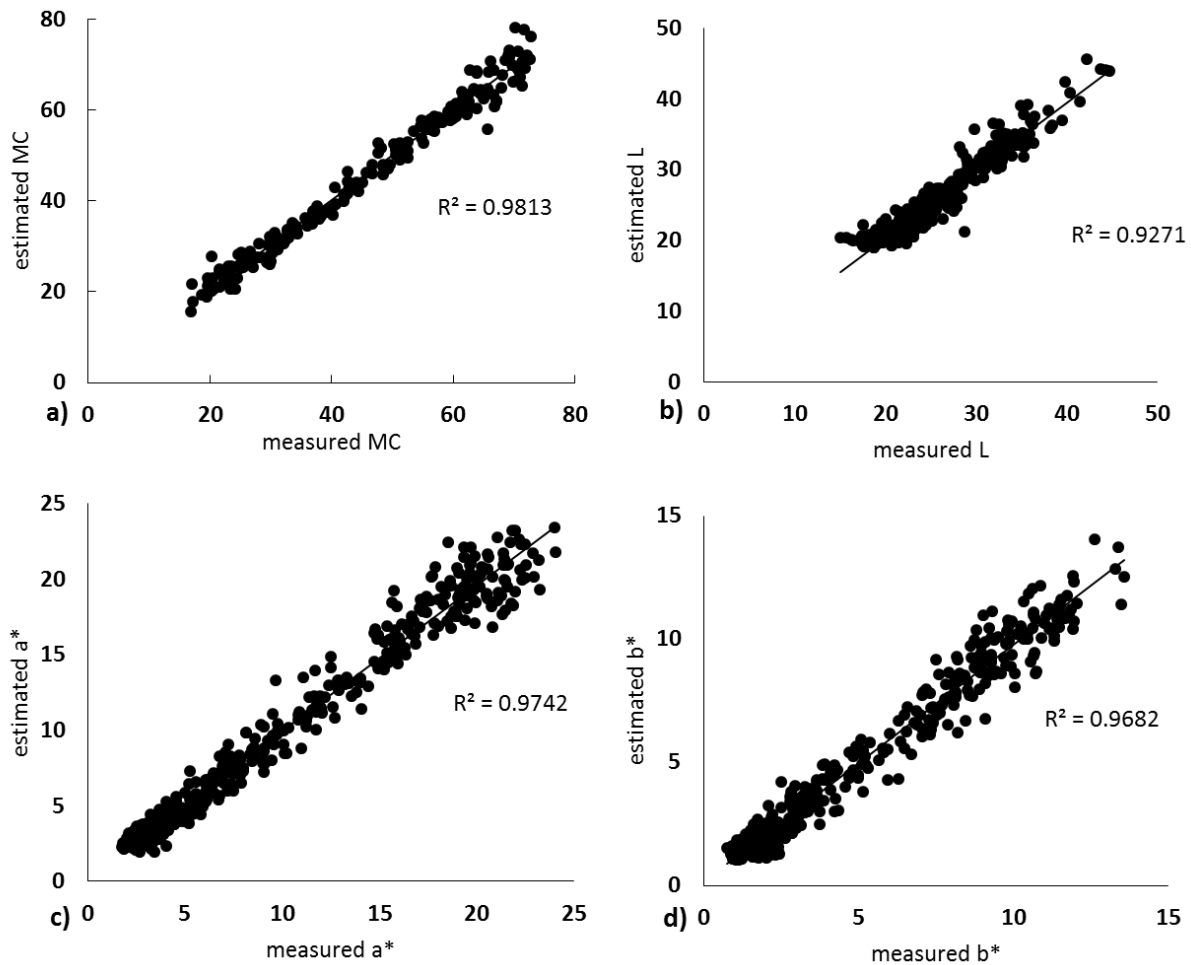 80
60
40
20
0
estimated MC
R² = 0.9813
a)
0 20 40 60 80
measured MC
50
40
30
20
10
0
estimated L
R² = 0.9271
b)
0 10 20 30 40 50
measured L
25
20
15
10
5
0
estimated a*
R² = 0.9742
c)
0 5 10 15 20 25
measured a*
15
10
5
0
estimated b*
R² = 0.9682
d)
0 5 10 15
measured b*